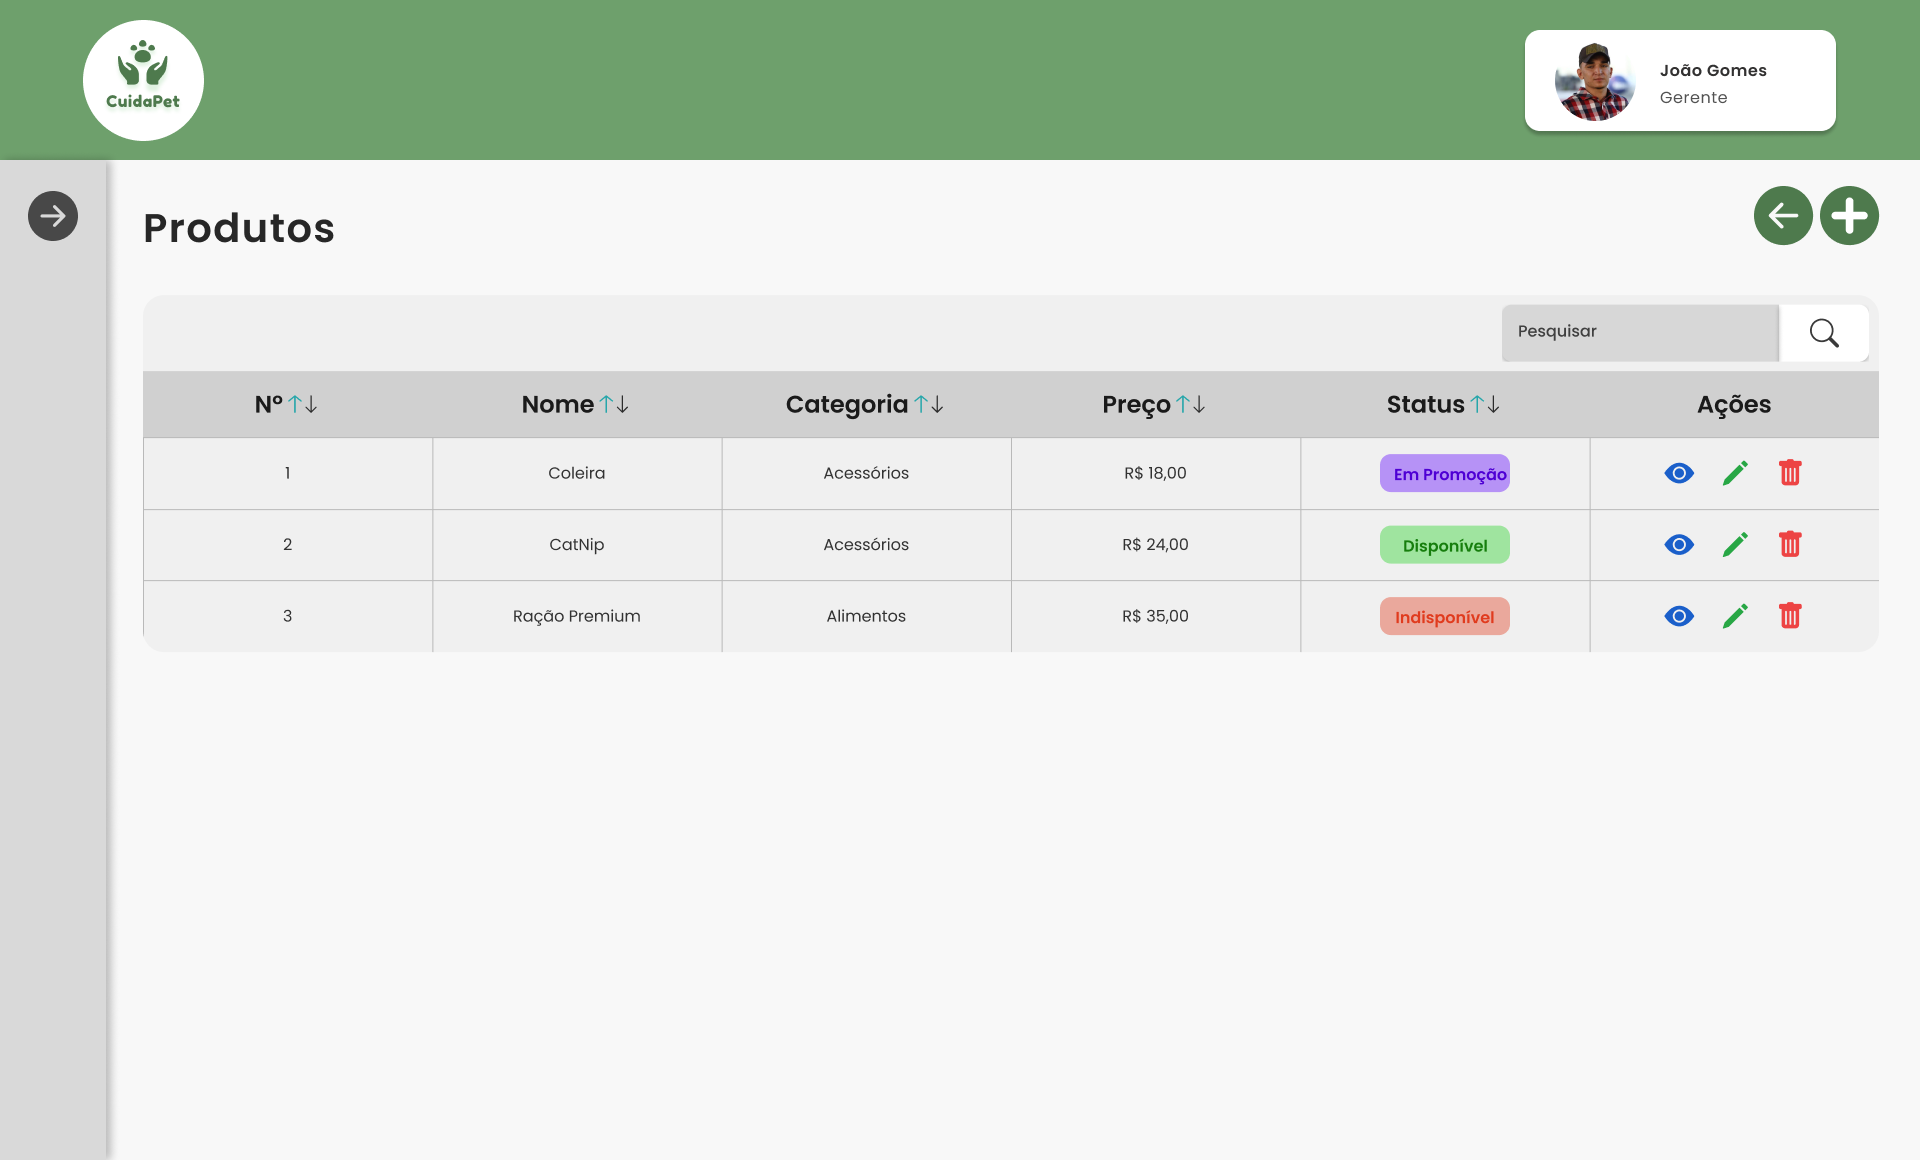 CuidaPet
João Gomes
Gerente
Produtos
Pesquisar
Nº Nome Categoria Preço Status Ações
1 Coleira Acessórios R$ 18,00 Em Promoção
2 CatNip Acessórios R$ 24,00 Disponível
3 Ração Premium Alimentos R$ 35,00 Indisponível